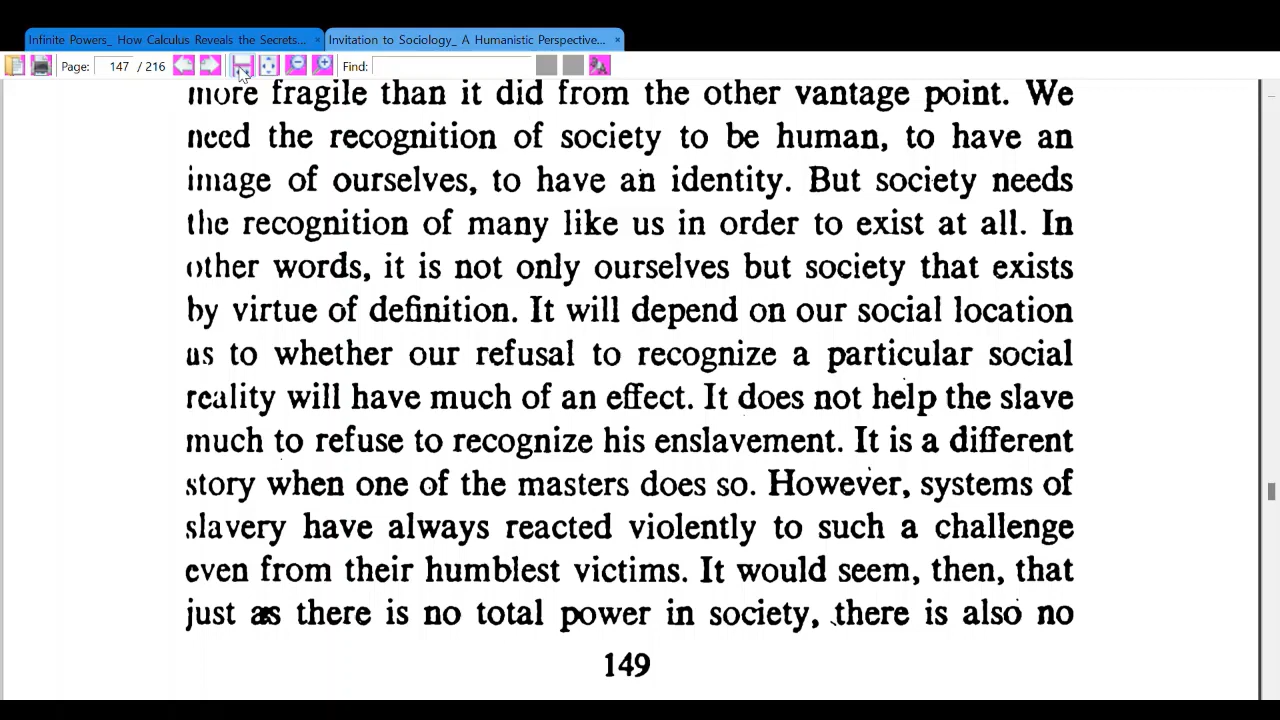 Infinite Powers_ How Calculus Reveals the Secrets... × Invitation to Sociology_ A Humanistic Perspective... ×
Page: 147 / 216 Find:
more fragile than it did from the other vantage point. We
need the recognition of society to be human, to have an
image of ourselves, to have an identity. But society needs
the recognition of many like us in order to exist at all. In
other words, it is not only ourselves but society that exists
by virtue of definition. It will depend on our social location
as to whether our refusal to recognize a particular social
reality will have much of an effect. It does not help the slave
much to refuse to recognize his enslavement. It is a different
story when one of the masters does so. However, systems of
slavery have always reacted violently to such a challenge
even from their humblest victims. It would seem, then, that
just as there is no total power in society, there is also no
149